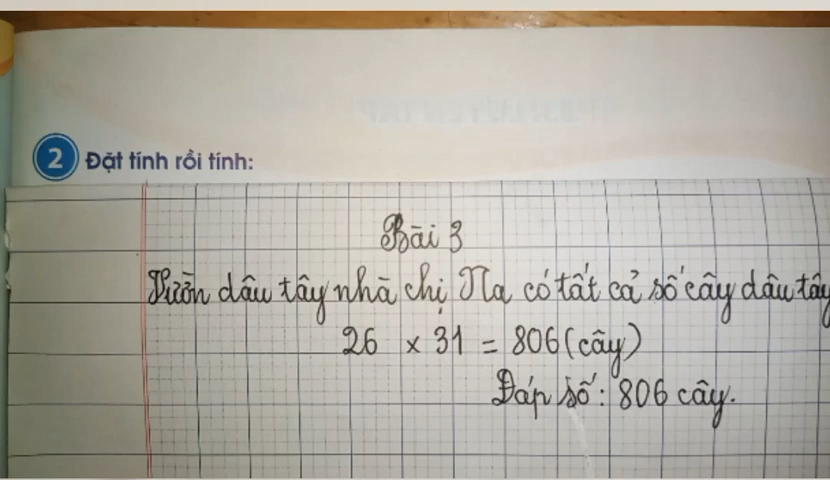 2 Đặt tính rồi tính:
Bài 3
Vườn dâu tây nhà chị Na có tất cả số cây dâu tây
26 × 31 = 806 (cây)
Đáp số: 806 cây.